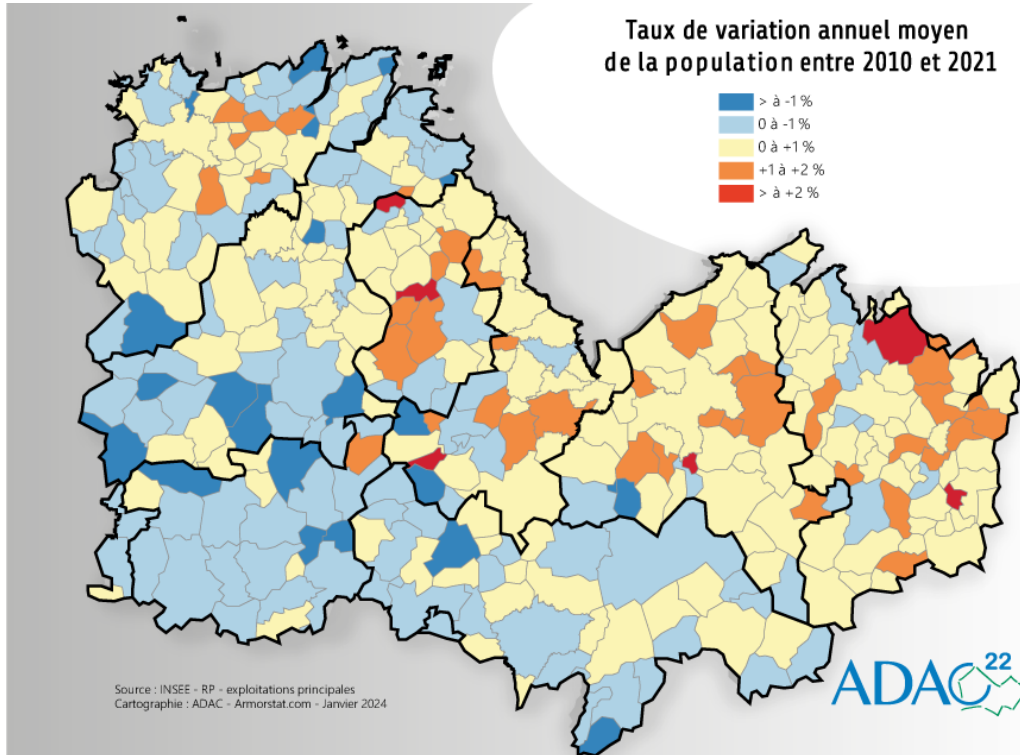 Taux de variation annuel moyen
de la population entre 2010 et 2021
> à -1 %
0 à -1 %
0 à +1 %
+1 à +2 %
> à +2 %
Source : INSEE - RP - exploitations principales
Cartographie : ADAC - Armorstat.com - Janvier 2024
ADAC 22